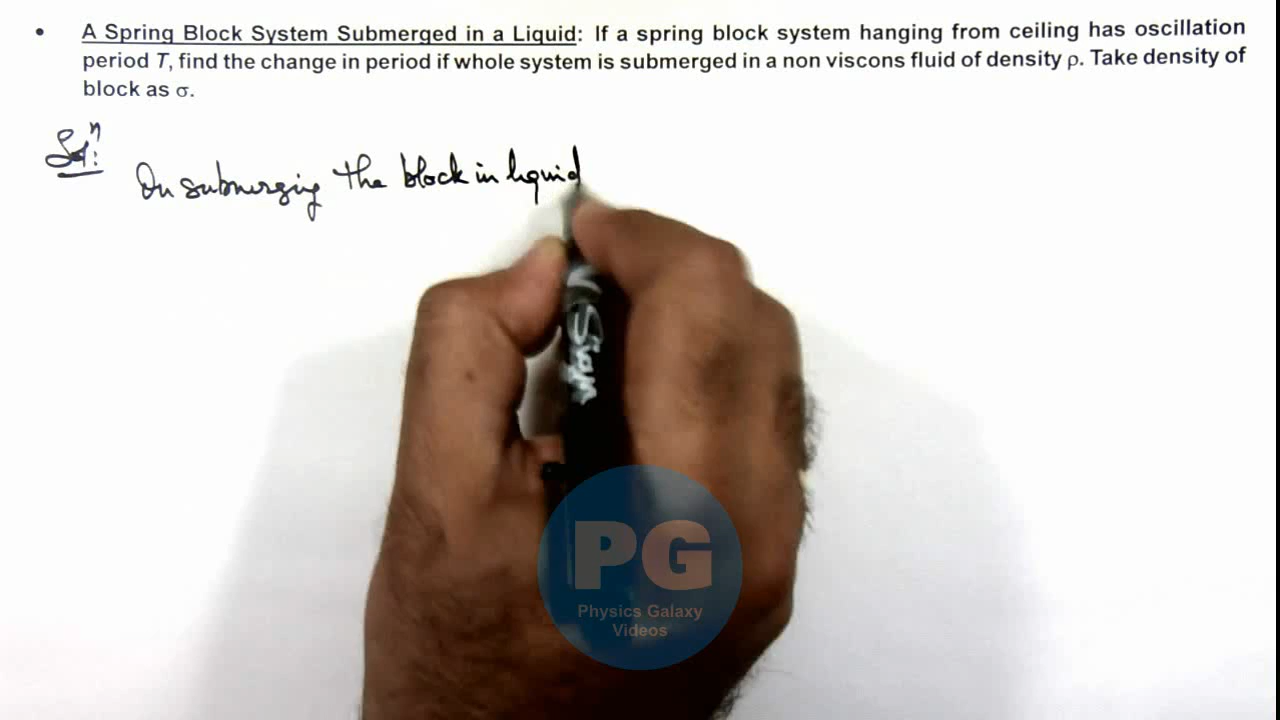 • A Spring Block System Submerged in a Liquid: If a spring block system hanging from ceiling has oscillation
period T, find the change in period if whole system is submerged in a non viscons fluid of density ρ. Take density of
block as σ.
Solⁿ:
On submerging the block in liquid
PG
Physics Galaxy
Videos